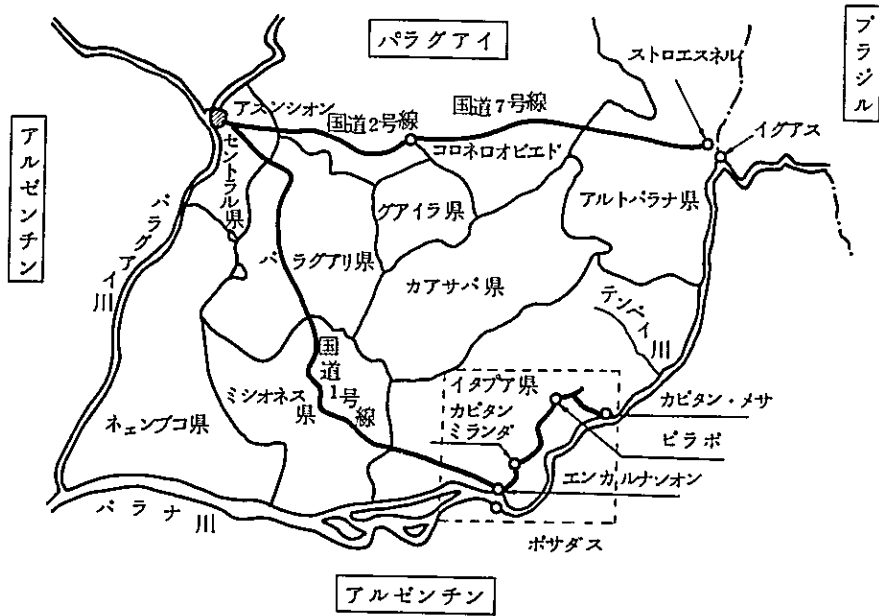 パラグアイ
ブラジル
ストロエスネル
アスンシオン
国道2号線
国道7号線
コロネロオビエド
イグアス
アルゼンチン
セントラル県
グアイラ県
アルトパラナ県
パラグアイ川
パラグアリ県
カアサパ県
テンペイ川
国道1号線
イタプア県
ミシオネス県
カピタンミランダ
カピタン・メサ
ネェンブコ県
ピラポ
エンカルナシオン
パラナ川
ポサダス
アルゼンチン